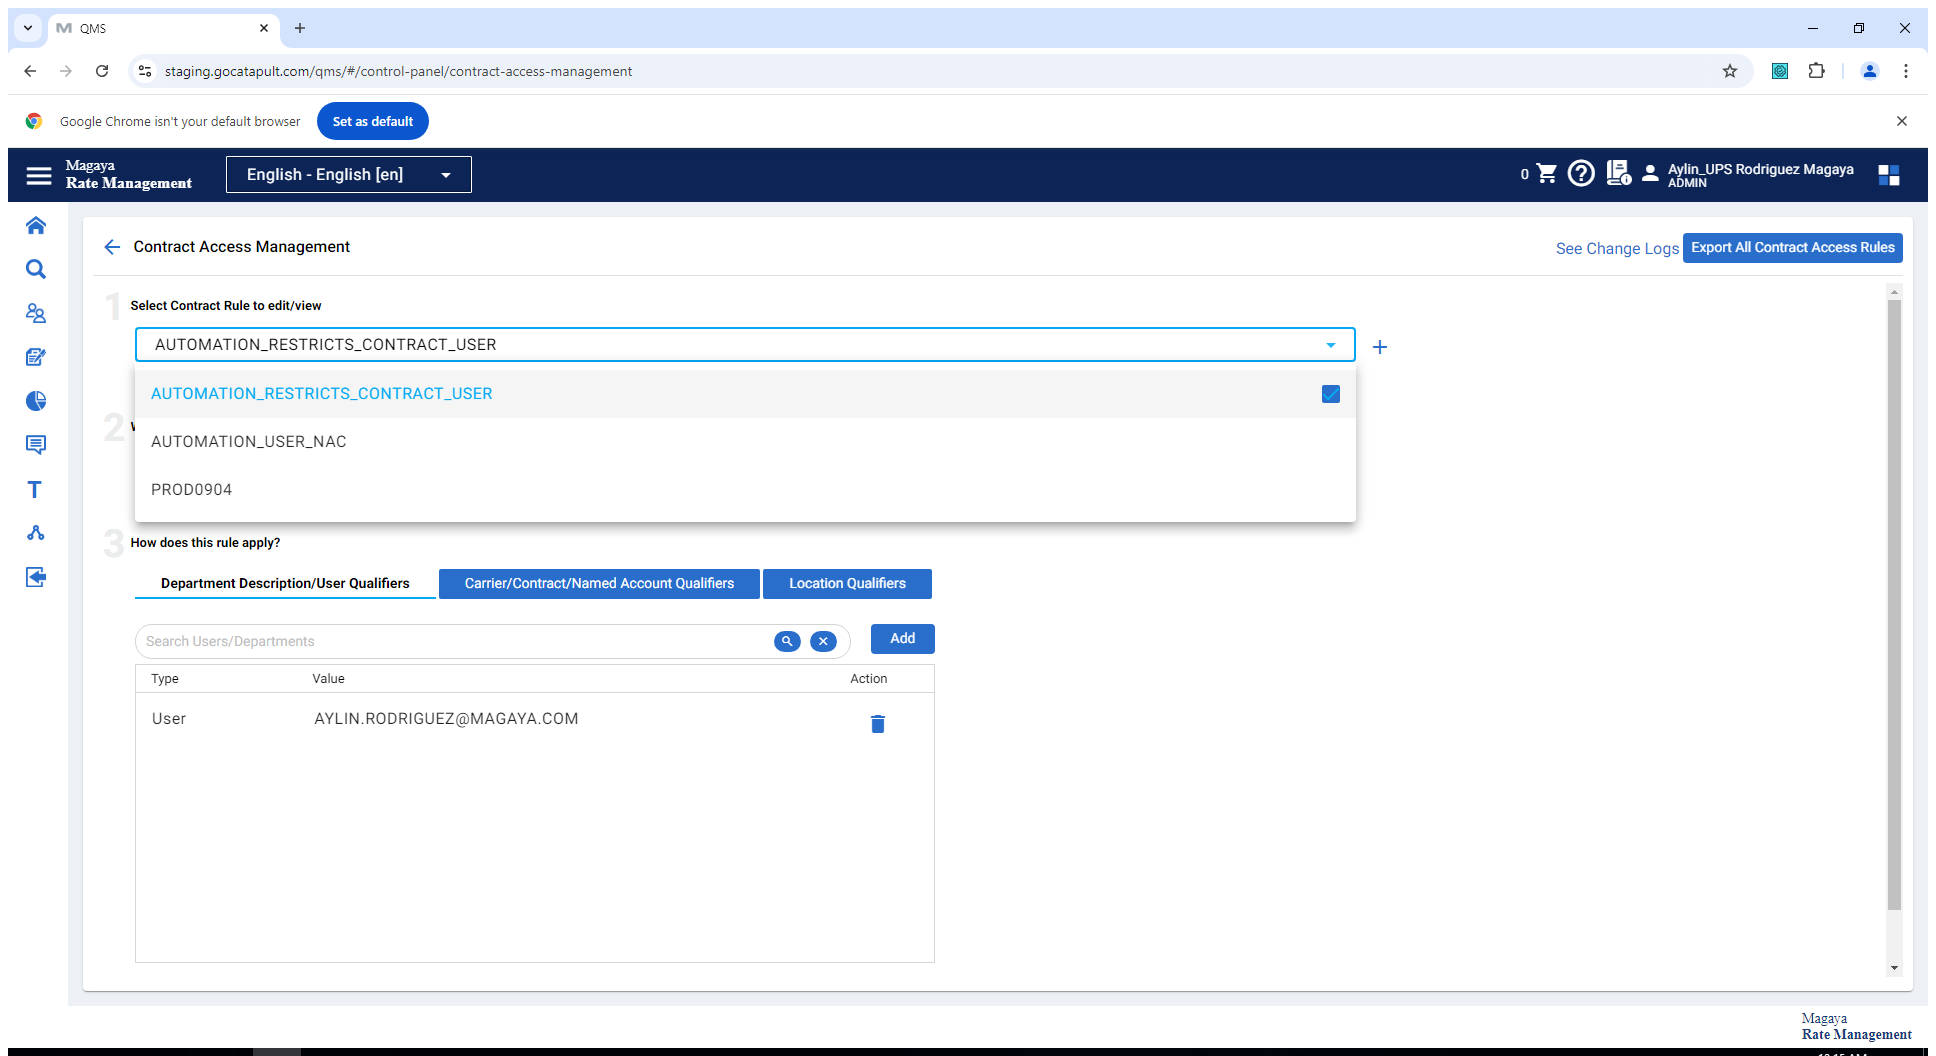 QMS
staging.gocatapult.com/qms/#/control-panel/contract-access-management
Google Chrome isn't your default browser
Set as default
Magaya
Rate Management
English - English [en]
0
Aylin_UPS Rodriguez Magaya
ADMIN
Contract Access Management
See Change Logs
Export All Contract Access Rules
1 Select Contract Rule to edit/view
AUTOMATION_RESTRICTS_CONTRACT_USER
AUTOMATION_RESTRICTS_CONTRACT_USER
2
AUTOMATION_USER_NAC
PROD0904
3 How does this rule apply?
Department Description/User Qualifiers
Carrier/Contract/Named Account Qualifiers
Location Qualifiers
Search Users/Departments
Add
Type Value Action
User AYLIN.RODRIGUEZ@MAGAYA.COM
T
Magaya
Rate Management